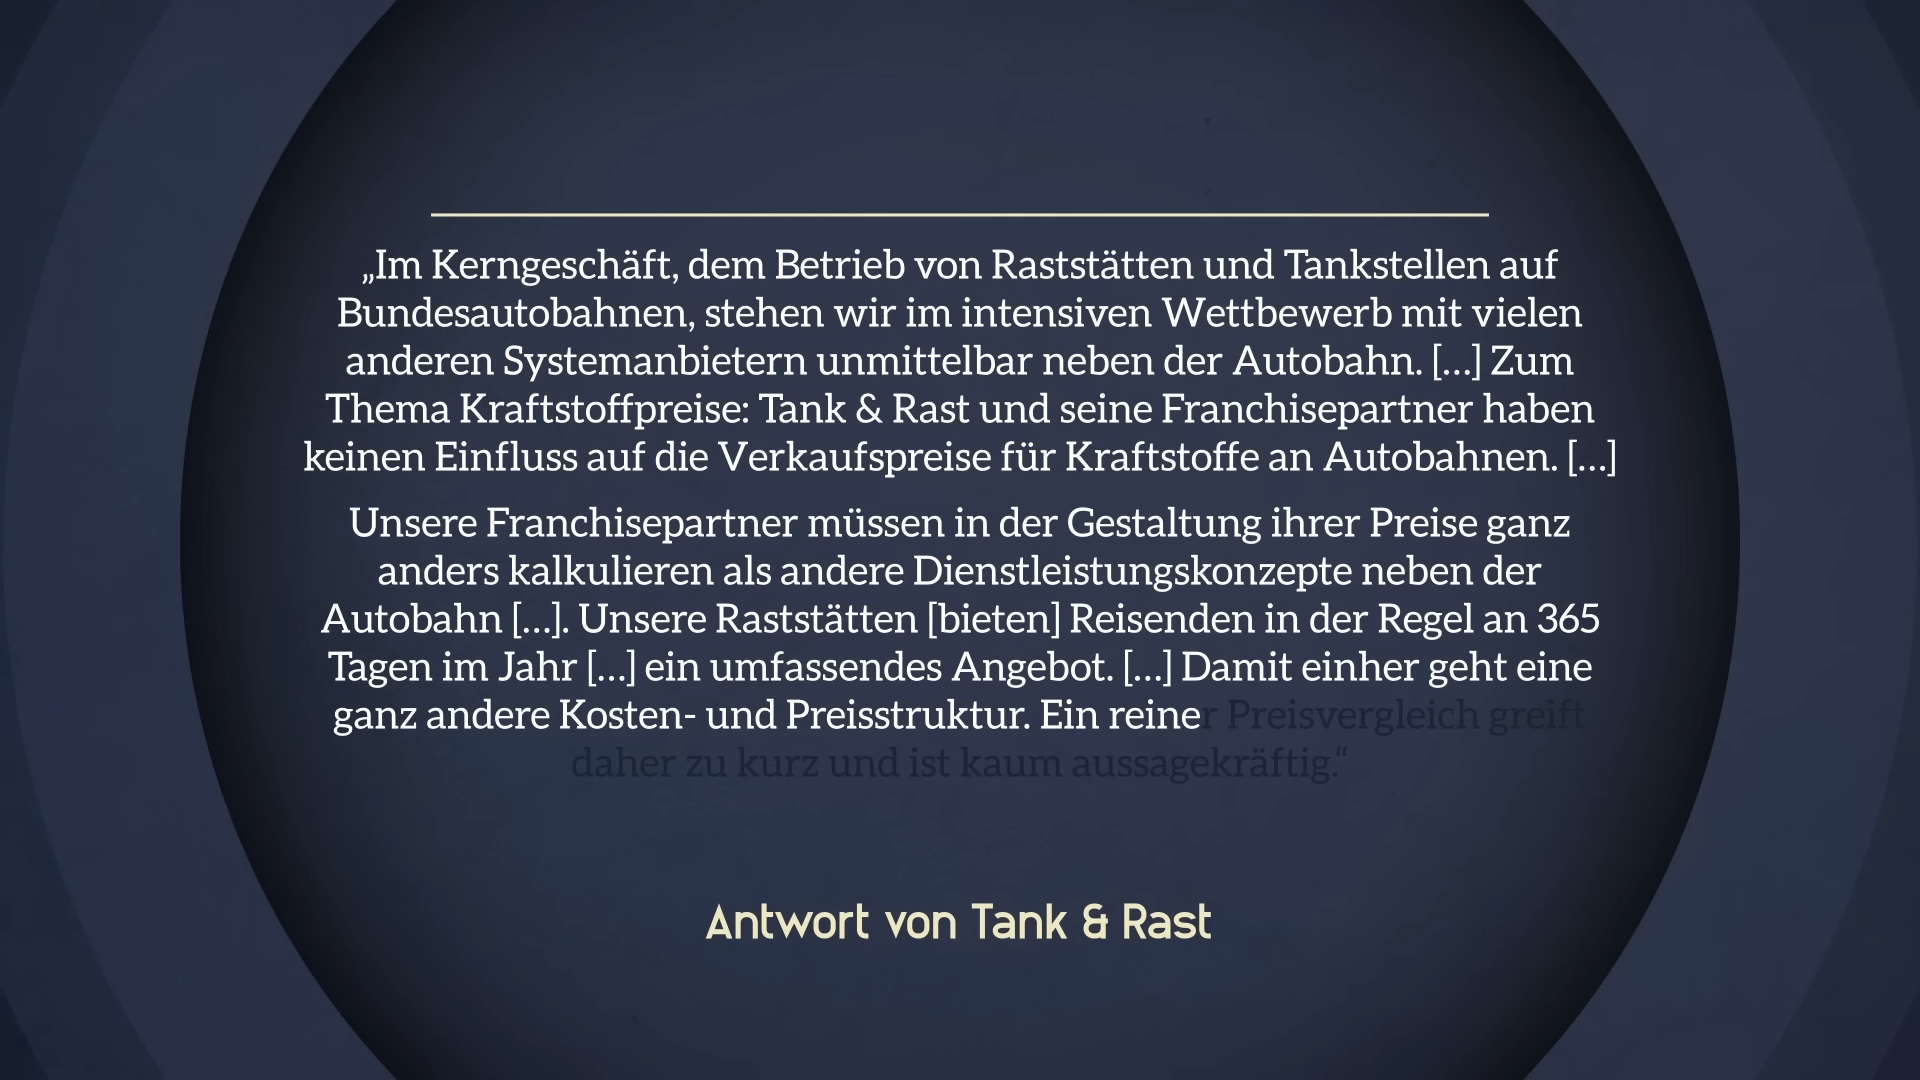 „Im Kerngeschäft, dem Betrieb von Raststätten und Tankstellen auf
Bundesautobahnen, stehen wir im intensiven Wettbewerb mit vielen
anderen Systemanbietern unmittelbar neben der Autobahn. […] Zum
Thema Kraftstoffpreise: Tank & Rast und seine Franchisepartner haben
keinen Einfluss auf die Verkaufspreise für Kraftstoffe an Autobahnen. […]
Unsere Franchisepartner müssen in der Gestaltung ihrer Preise ganz
anders kalkulieren als andere Dienstleistungskonzepte neben der
Autobahn […]. Unsere Raststätten [bieten] Reisenden in der Regel an 365
Tagen im Jahr […] ein umfassendes Angebot. […] Damit einher geht eine
ganz andere Kosten- und Preisstruktur. Ein reiner Preisvergleich greift
daher zu kurz und ist kaum aussagekräftig.“
Antwort von Tank & Rast